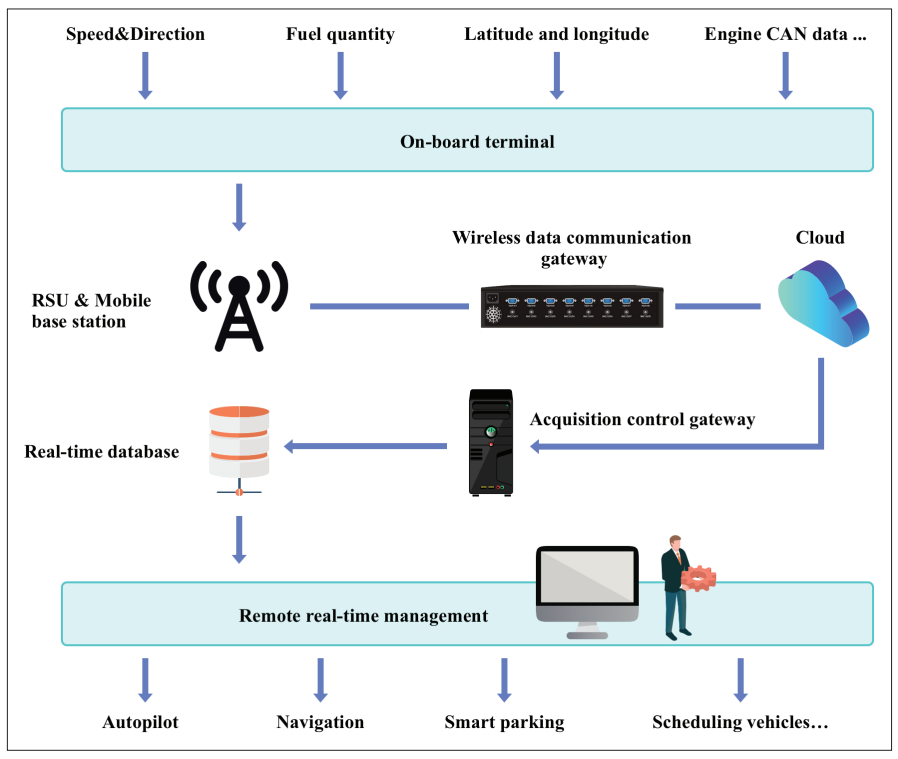 Speed&Direction
Fuel quantity
Latitude and longitude
Engine CAN data ...
On-board terminal
Wireless data communication
gateway
Cloud
RSU & Mobile
base station
Acquisition control gateway
Real-time database
Remote real-time management
Autopilot
Navigation
Smart parking
Scheduling vehicles…